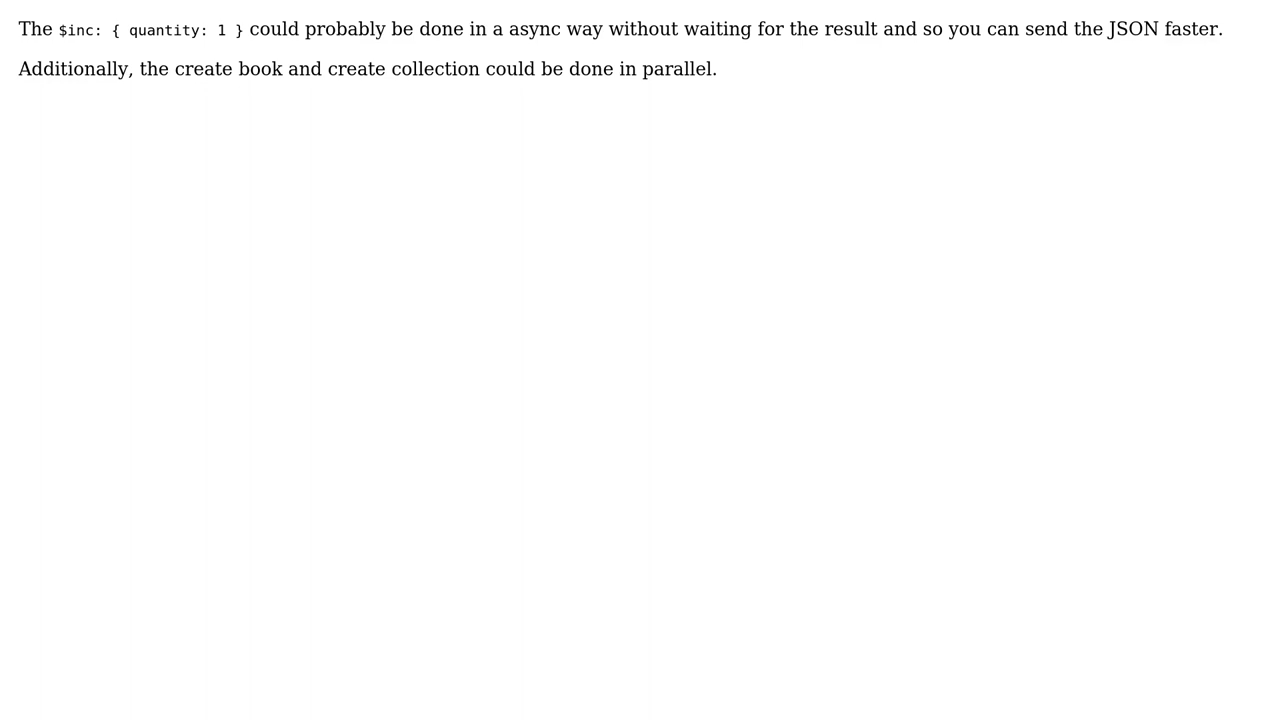 The $inc: { quantity: 1 } could probably be done in a async way without waiting for the result and so you can send the JSON faster.
Additionally, the create book and create collection could be done in parallel.